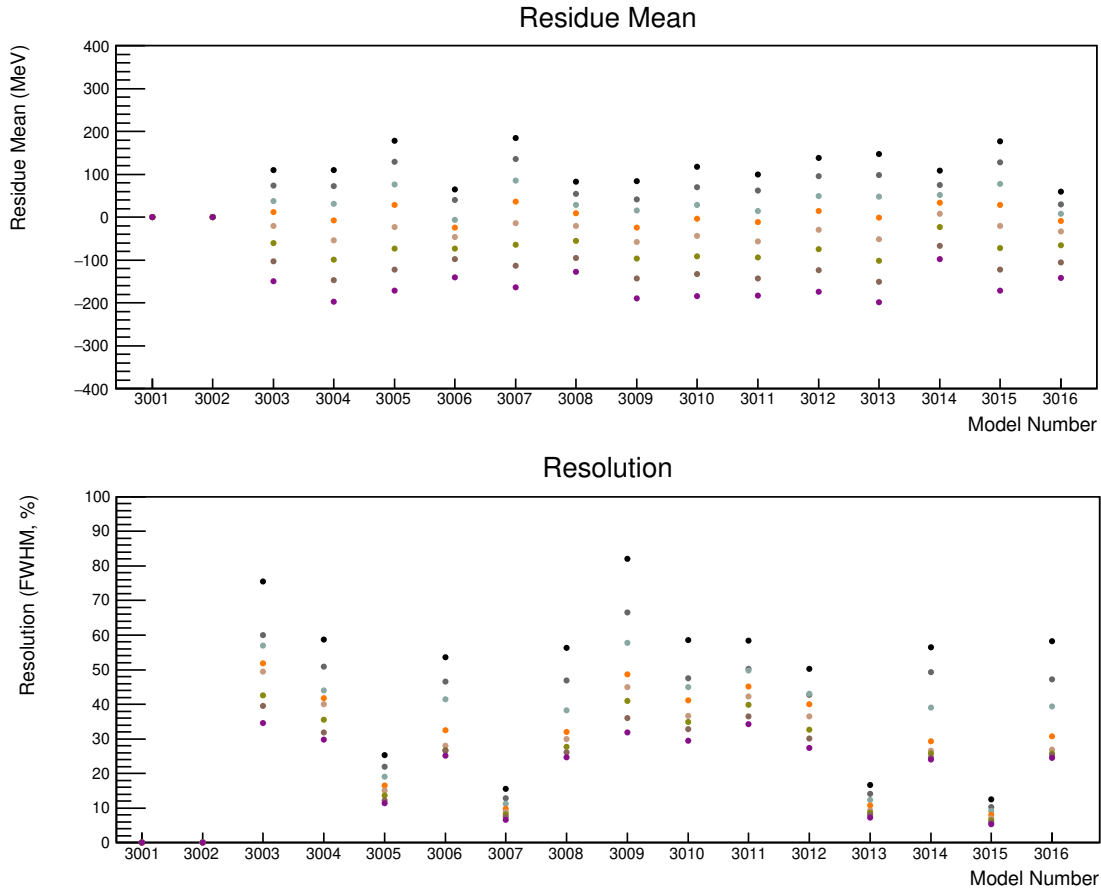 Residue Mean
Residue Mean (MeV)
400
300
200
100
0
−100
−200
−300
−400
3001 3002 3003 3004 3005 3006 3007 3008 3009 3010 3011 3012 3013 3014 3015 3016
Model Number
Resolution
Resolution (FWHM, %)
100
90
80
70
60
50
40
30
20
10
0
3001 3002 3003 3004 3005 3006 3007 3008 3009 3010 3011 3012 3013 3014 3015 3016
Model Number